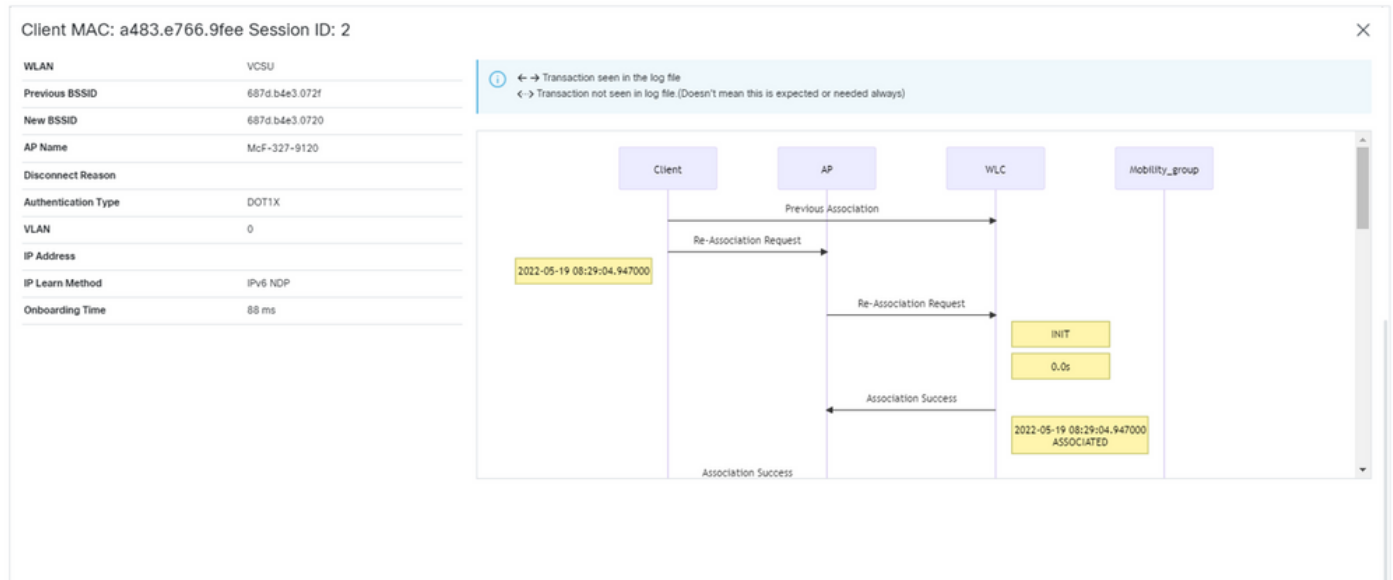 Client MAC: a483.e766.9fee Session ID: 2
WLAN VCSU
Previous BSSID 687d.b4e3.072f
New BSSID 687d.b4e3.0720
AP Name McF-327-9120
Disconnect Reason
Authentication Type DOT1X
VLAN 0
IP Address
IP Learn Method IPv6 NDP
Onboarding Time 88 ms
←→ Transaction seen in the log file
<--> Transaction not seen in log file.(Doesn't mean this is expected or needed always)
Client AP WLC Mobility_group
Previous Association
Re-Association Request
2022-05-19 08:29:04.947000
Re-Association Request
INIT
0.0s
Association Success
2022-05-19 08:29:04.947000
ASSOCIATED
Association Success